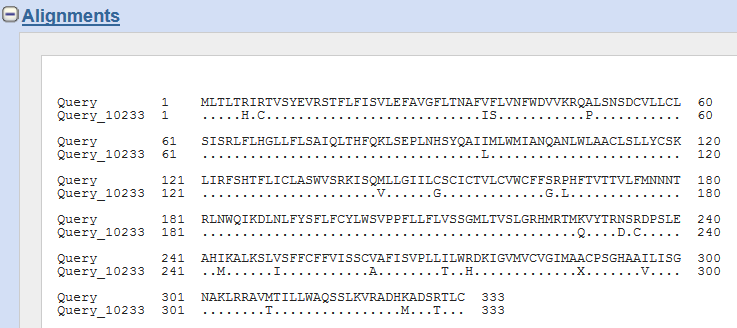 Alignments
Query 1 MLTLTRIRTVSYEVRSTFLFISVLEFAVGFLTNAFVFLVNFWDVVKRQALSNSDCVLLCL 60
Query_10233 1 .....H.C...........................IS...........P........... 60
Query 61 SISRLFLHGLLFLSAIQLTHFQKLSEPLNHSYQAIIMLWMIANQANLWLAACLSLLYCSK 120
Query_10233 61 ...................................L........................ 120
Query 121 LIRFSHTFLICLASWVSRKISQMLLGIILCSCICTVLCVWCFFSRPHFTVTTVLFMNNNT 180
Query_10233 121 ......................V......G.............G.L.............. 180
Query 181 RLNWQIKDLNLFYSFLFCYLWSVPPFLLFLVSSGMLTVSLGRHMRTMKVYTRNSRDPSLE 240
Query_10233 181 ...............................................Q....D.C..... 240
Query 241 AHIKALKSLVSFFCFFVISSCVAFISVPLLILWRDKIGVMVCVGIMAACPSGHAAILISG 300
Query_10233 241 ..M......I...........A........T..H.............X.......V.... 300
Query 301 NAKLRRAVMTILLWAQSSLKVRADHKADSRTLC 333
Query_10233 301 ........T................M...T... 333